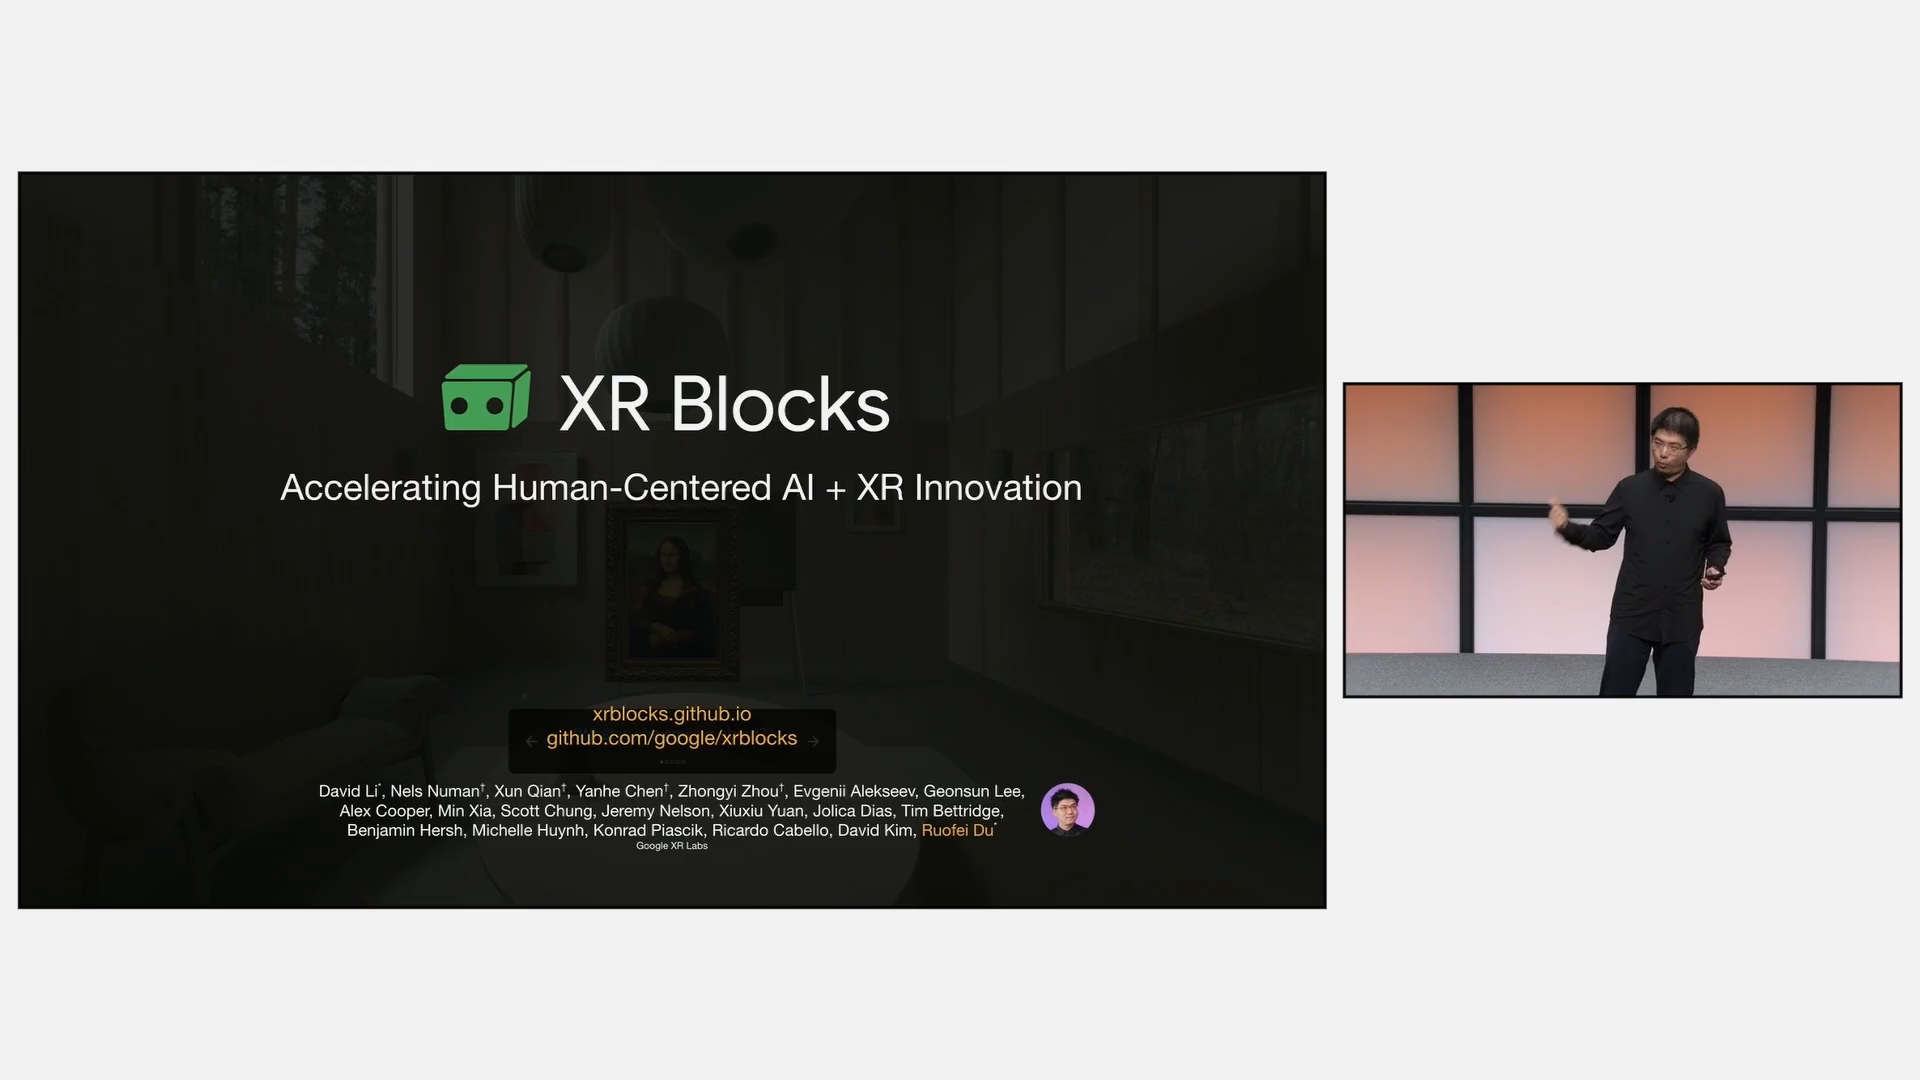 XR Blocks
Accelerating Human-Centered AI + XR Innovation
xrblocks.github.io
github.com/google/xrblocks
David Li*, Nels Numan†, Xun Qian†, Yanhe Chen†, Zhongyi Zhou†, Evgenii Alekseev, Geonsun Lee,
Alex Cooper, Min Xia, Scott Chung, Jeremy Nelson, Xiuxiu Yuan, Jolica Dias, Tim Bettridge,
Benjamin Hersh, Michelle Huynh, Konrad Piascik, Ricardo Cabello, David Kim, Ruofei Du*
Google XR Labs